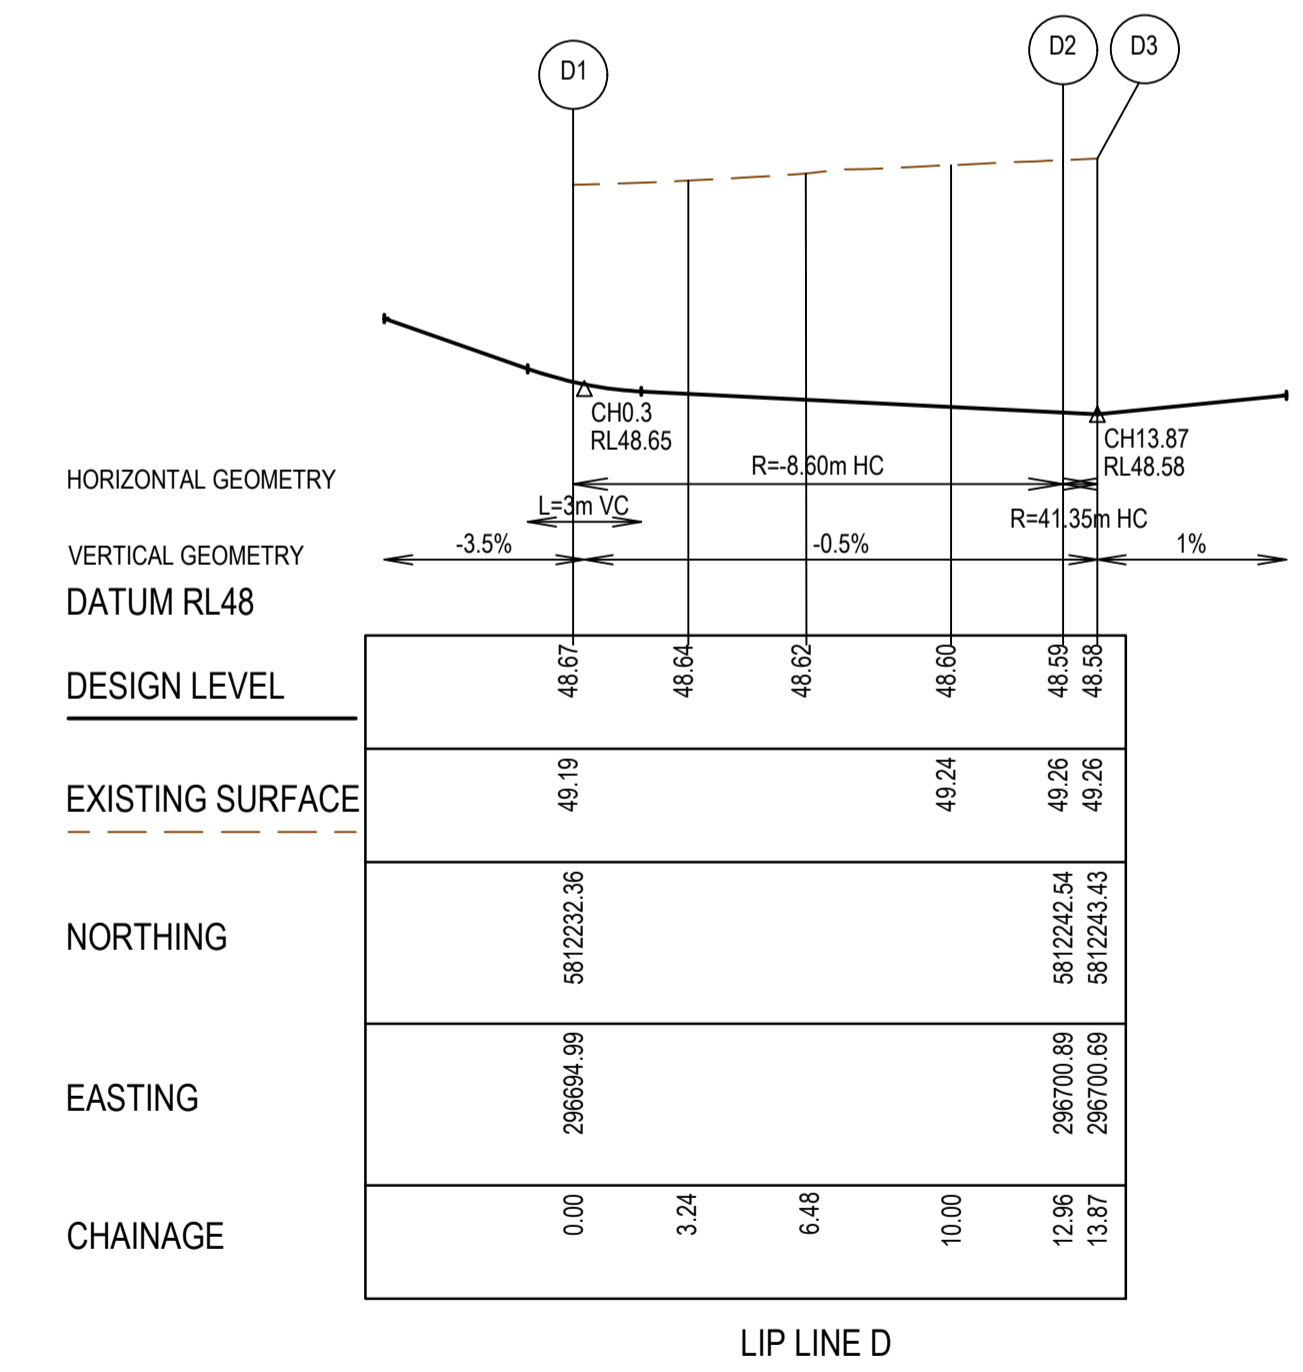 D1
D2
D3
CH0.3
RL48.65
CH13.87
RL48.58
HORIZONTAL GEOMETRY
R=-8.60m HC
L=3m VC
R=41.35m HC
VERTICAL GEOMETRY
-3.5%
-0.5%
1%
DATUM RL48
DESIGN LEVEL
48.67
48.64
48.62
48.60
48.59
48.58
EXISTING SURFACE
49.19
49.24
49.26
49.26
NORTHING
5812232.36
5812242.54
5812243.43
EASTING
296694.99
296700.89
296700.69
CHAINAGE
0.00
3.24
6.48
10.00
12.96
13.87
LIP LINE D